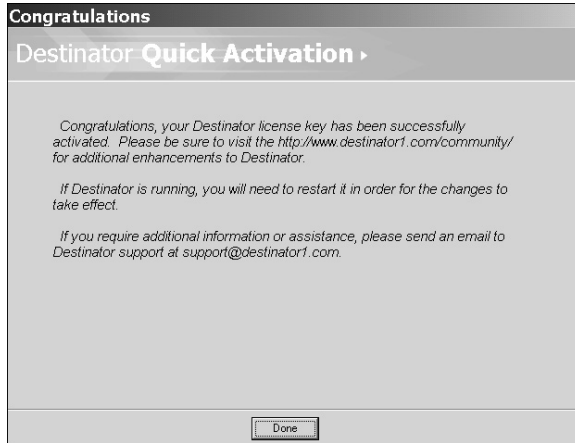 Congratulations
Destinator Quick Activation
Congratulations, your Destinator license key has been successfully
activated. Please be sure to visit the http://www.destinator1.com/community/
for additional enhancements to Destinator.
If Destinator is running, you will need to restart it in order for the changes to
take effect.
If you require additional information or assistance, please send an email to
Destinator support at support@destinator1.com.
Done